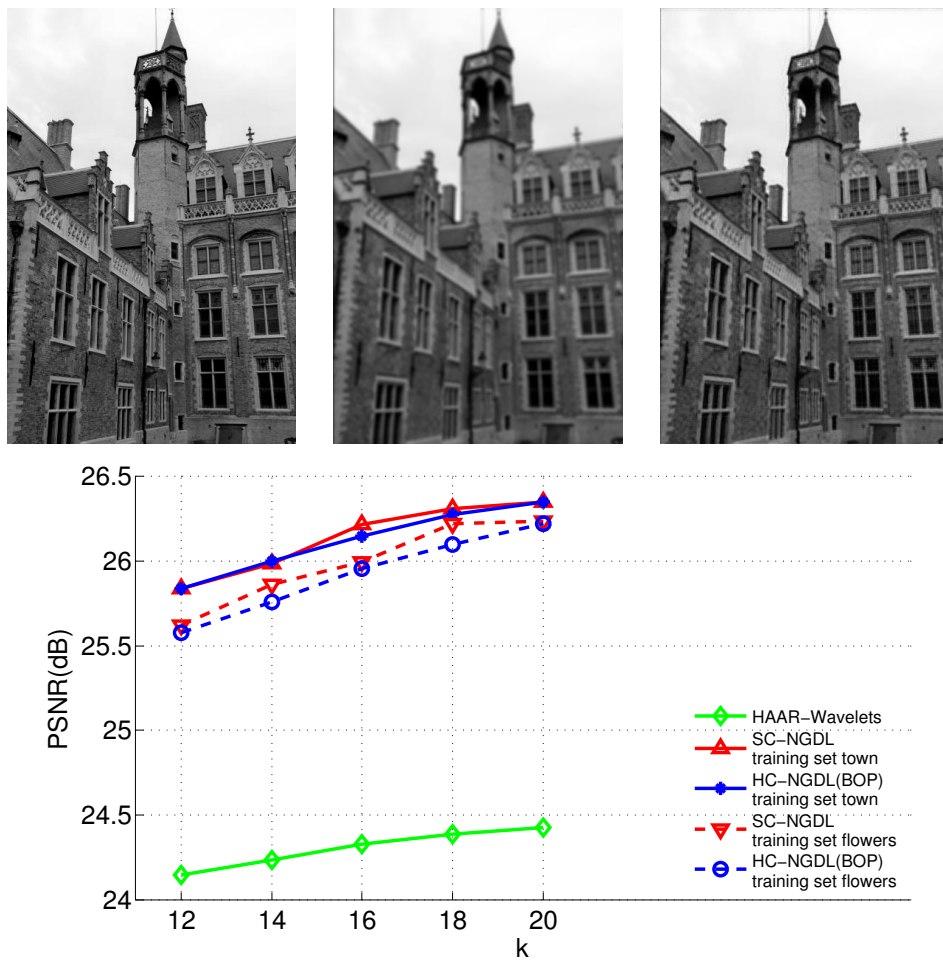 26.5
26
25.5
25
24.5
24
PSNR(dB)
12 14 16 18 20
k
HAAR−Wavelets
SC−NGDL
training set town
HC−NGDL(BOP)
training set town
SC−NGDL
training set flowers
HC−NGDL(BOP)
training set flowers